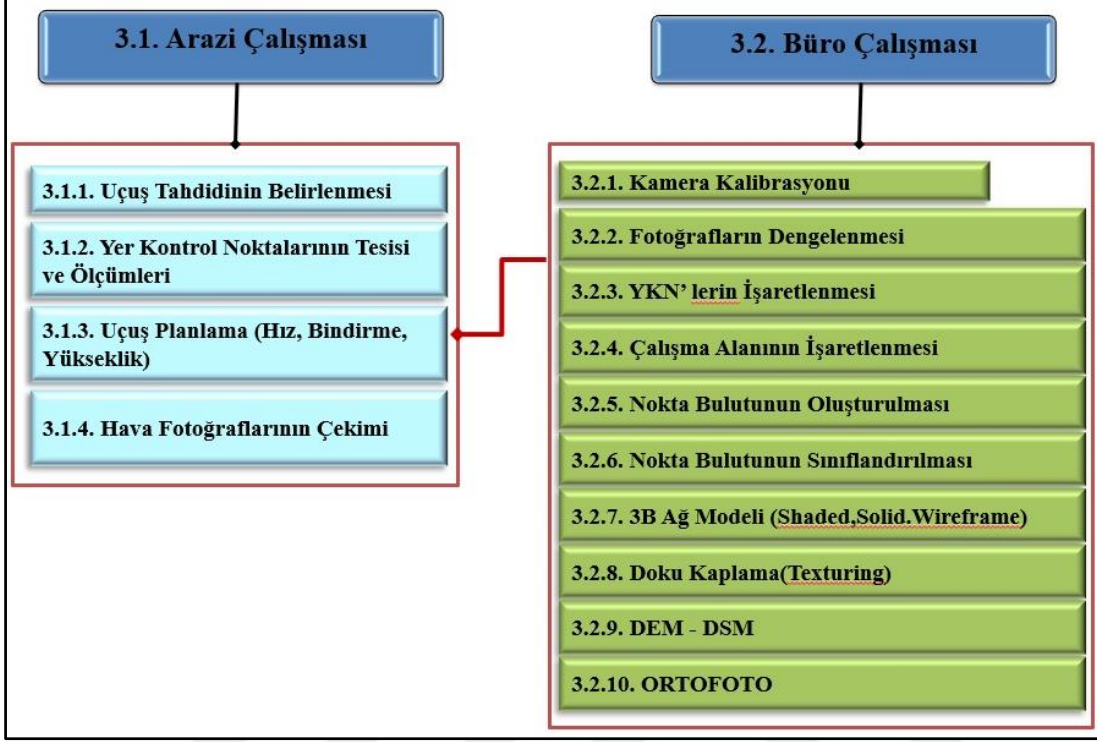 3.1. Arazi Çalışması
3.1.1. Uçuş Tahdidinin Belirlenmesi
3.1.2. Yer Kontrol Noktalarının Tesisi
ve Ölçümleri
3.1.3. Uçuş Planlama (Hız, Bindirme,
Yükseklik)
3.1.4. Hava Fotoğraflarının Çekimi
3.2. Büro Çalışması
3.2.1. Kamera Kalibrasyonu
3.2.2. Fotoğrafların Dengelenmesi
3.2.3. YKN’ lerin İşaretlenmesi
3.2.4. Çalışma Alanının İşaretlenmesi
3.2.5. Nokta Bulutunun Oluşturulması
3.2.6. Nokta Bulutunun Sınıflandırılması
3.2.7. 3B Ağ Modeli (Shaded,Solid.Wireframe)
3.2.8. Doku Kaplama(Texturing)
3.2.9. DEM - DSM
3.2.10. ORTOFOTO